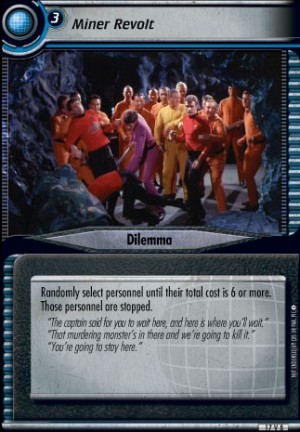 3
Miner Revolt
Dilemma
Randomly select personnel until their total cost is 6 or more.
Those personnel are stopped.
"The captain said for you to wait here, and here is where you'll wait."
"That murdering monster's in there and we're going to kill it."
"You're going to stay here."
17 V 8